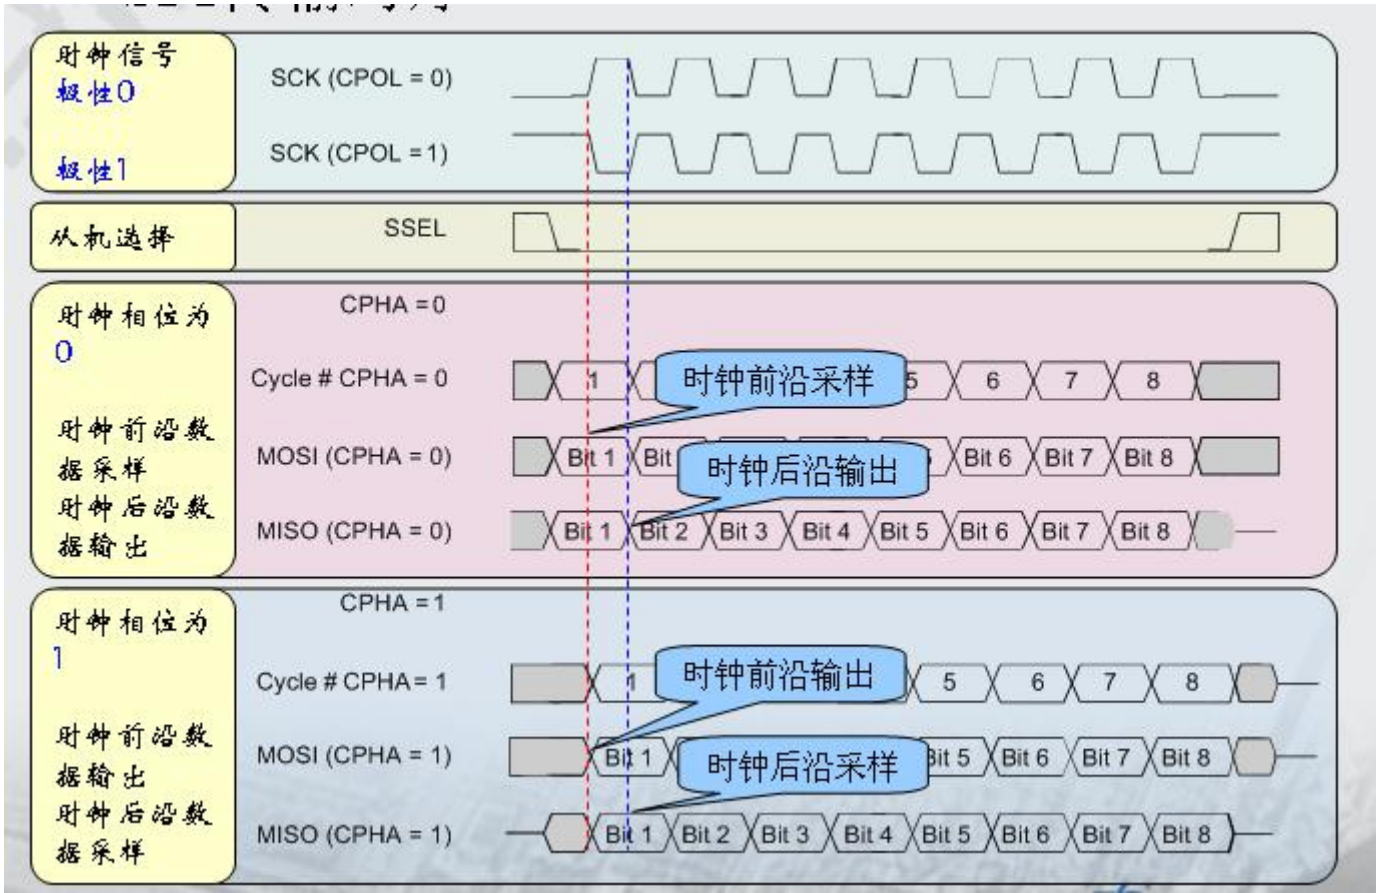 时钟信号
极性0
SCK (CPOL = 0)
极性1
SCK (CPOL = 1)
从机选择
SSEL
时钟相位为
0
时钟前沿数
据采样
时钟后沿数
据输出
CPHA = 0
Cycle # CPHA = 0
1
5
6
7
8
时钟前沿采样
MOSI (CPHA = 0)
Bit 1
Bit
Bit 6
Bit 7
Bit 8
时钟后沿输出
MISO (CPHA = 0)
Bit 1
Bit 2
Bit 3
Bit 4
Bit 5
Bit 6
Bit 7
Bit 8
时钟相位为
1
时钟前沿数
据输出
时钟后沿数
据采样
CPHA = 1
Cycle # CPHA = 1
1
5
6
7
8
时钟前沿输出
MOSI (CPHA = 1)
Bit 1
Bit 5
Bit 6
Bit 7
Bit 8
时钟后沿采样
MISO (CPHA = 1)
Bit 1
Bit 2
Bit 3
Bit 4
Bit 5
Bit 6
Bit 7
Bit 8